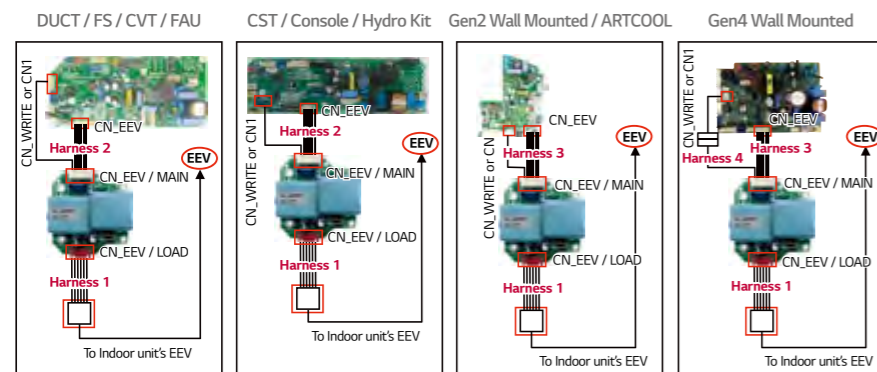 DUCT / FS / CVT / FAU
CN_WRITE or CN1
CN_EEV
Harness 2
EEV
CN_EEV / MAIN
CN_EEV / LOAD
Harness 1
To Indoor unit's EEV
CST / Console / Hydro Kit
CN_WRITE or CN1
CN_EEV
Harness 2
EEV
CN_EEV / MAIN
CN_EEV / LOAD
Harness 1
To Indoor unit's EEV
Gen2 Wall Mounted / ARTCOOL
CN_WRITE or CN
CN_EEV
Harness 3
EEV
CN_EEV / MAIN
CN_EEV / LOAD
Harness 1
To Indoor unit's EEV
Gen4 Wall Mounted
CN_WRITE or CN1
CN_EEV
Harness 4
Harness 3
EEV
CN_EEV / MAIN
CN_EEV / LOAD
Harness 1
To Indoor unit's EEV